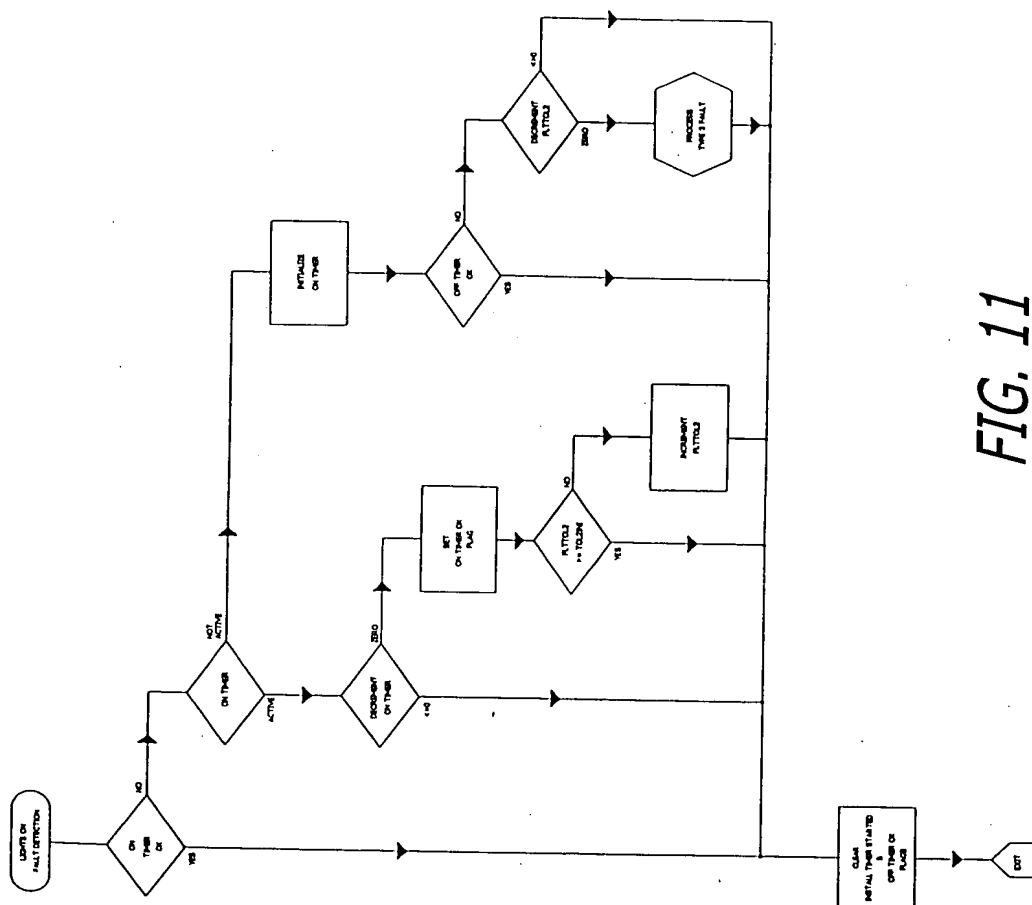 LIGHTS ON
FAULT DETECTION
ON
TIMER
OK
NO
YES
ON TIMER
NOT
ACTIVE
ACTIVE
DECREMENT
ON TIMER
ZERO
<>0
SET
ON TIMER OK
FLAG
FLTTOL2
>=
NO
YES
INCREMENT
FLTTOL2
INITIALIZE
ON TIMER
OFF TIMER
OK
NO
YES
DECREMENT
FLTTOL2
<>0
ZERO
PROCESS
TYPE 2 FAULT
CLEAR
INSTALL TIMER STARTED
&
OFF TIMER OK
FLAGS
EXIT
FIG. 11